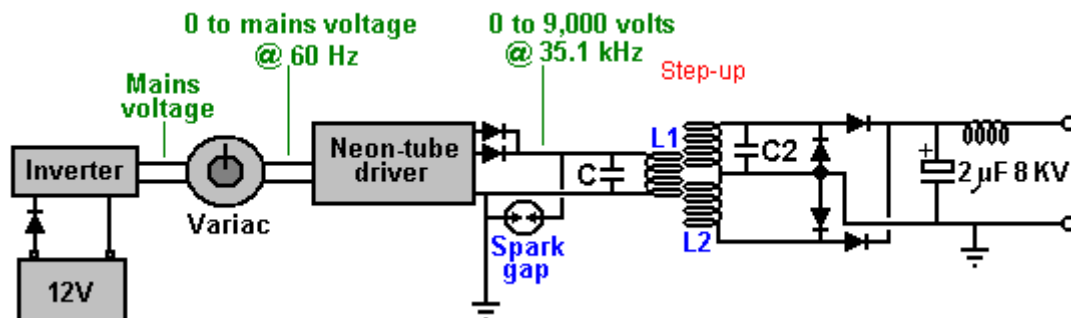 0 to mains voltage
@ 60 Hz
0 to 9,000 volts
@ 35.1 kHz
Step-up
Mains
voltage
L1
Neon-tube
driver
C
C2
Inverter
+
2 µF 8 KV
Variac
Spark
gap
L2
12V